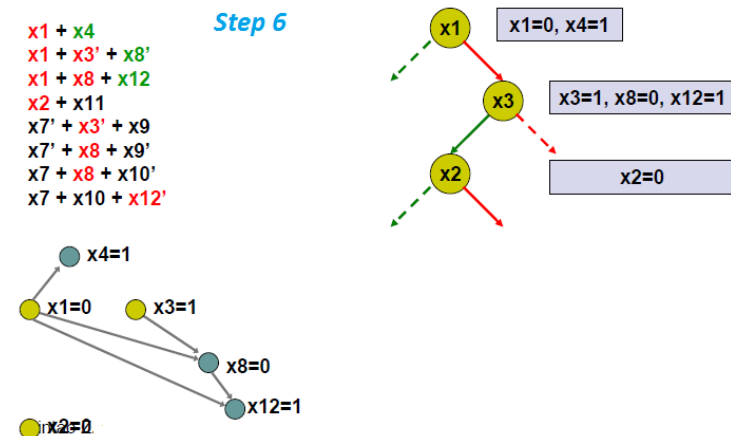 Step 6
x1 + x4
x1 + x3’ + x8’
x1 + x8 + x12
x2 + x11
x7’ + x3’ + x9
x7’ + x8 + x9’
x7 + x8 + x10’
x7 + x10 + x12’
x1
x1=0, x4=1
x3
x3=1, x8=0, x12=1
x2
x2=0
x4=1
x1=0
x3=1
x8=0
x12=1
x2=0